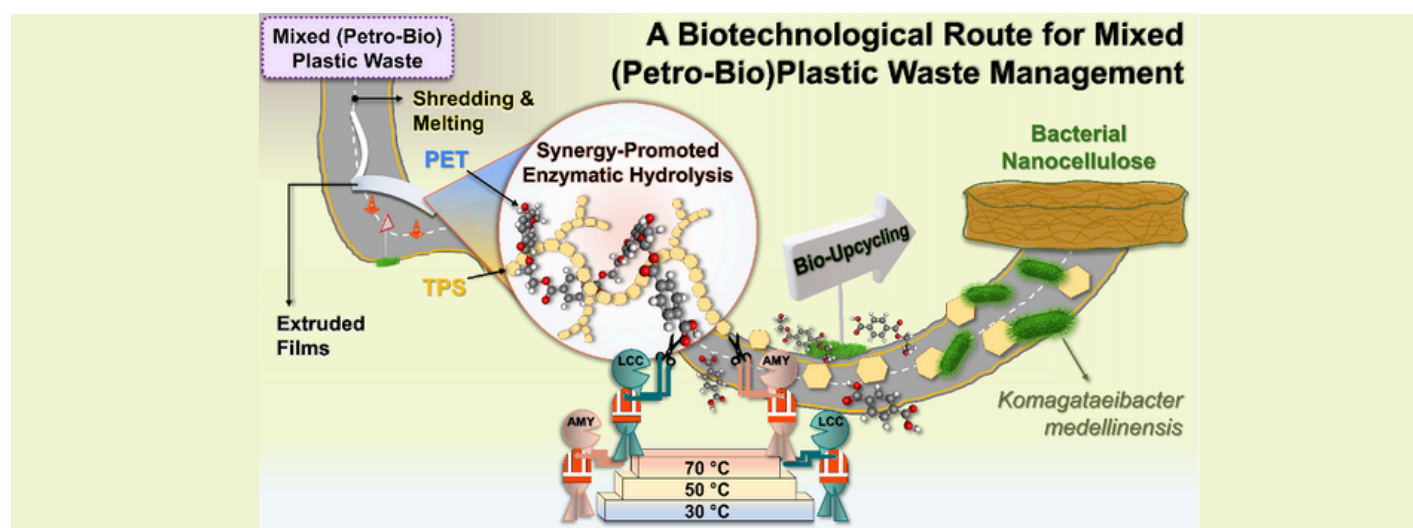 Mixed (Petro-Bio)
Plastic Waste
A Biotechnological Route for Mixed
(Petro-Bio)Plastic Waste Management
Shredding &
Melting
PET
TPS
Extruded
Films
Synergy-Promoted
Enzymatic Hydrolysis
Bio-Upcycling
Bacterial
Nanocellulose
Komagataeibacter
medellinensis
LCC
AMY
AMY
LCC
70 °C
50 °C
30 °C